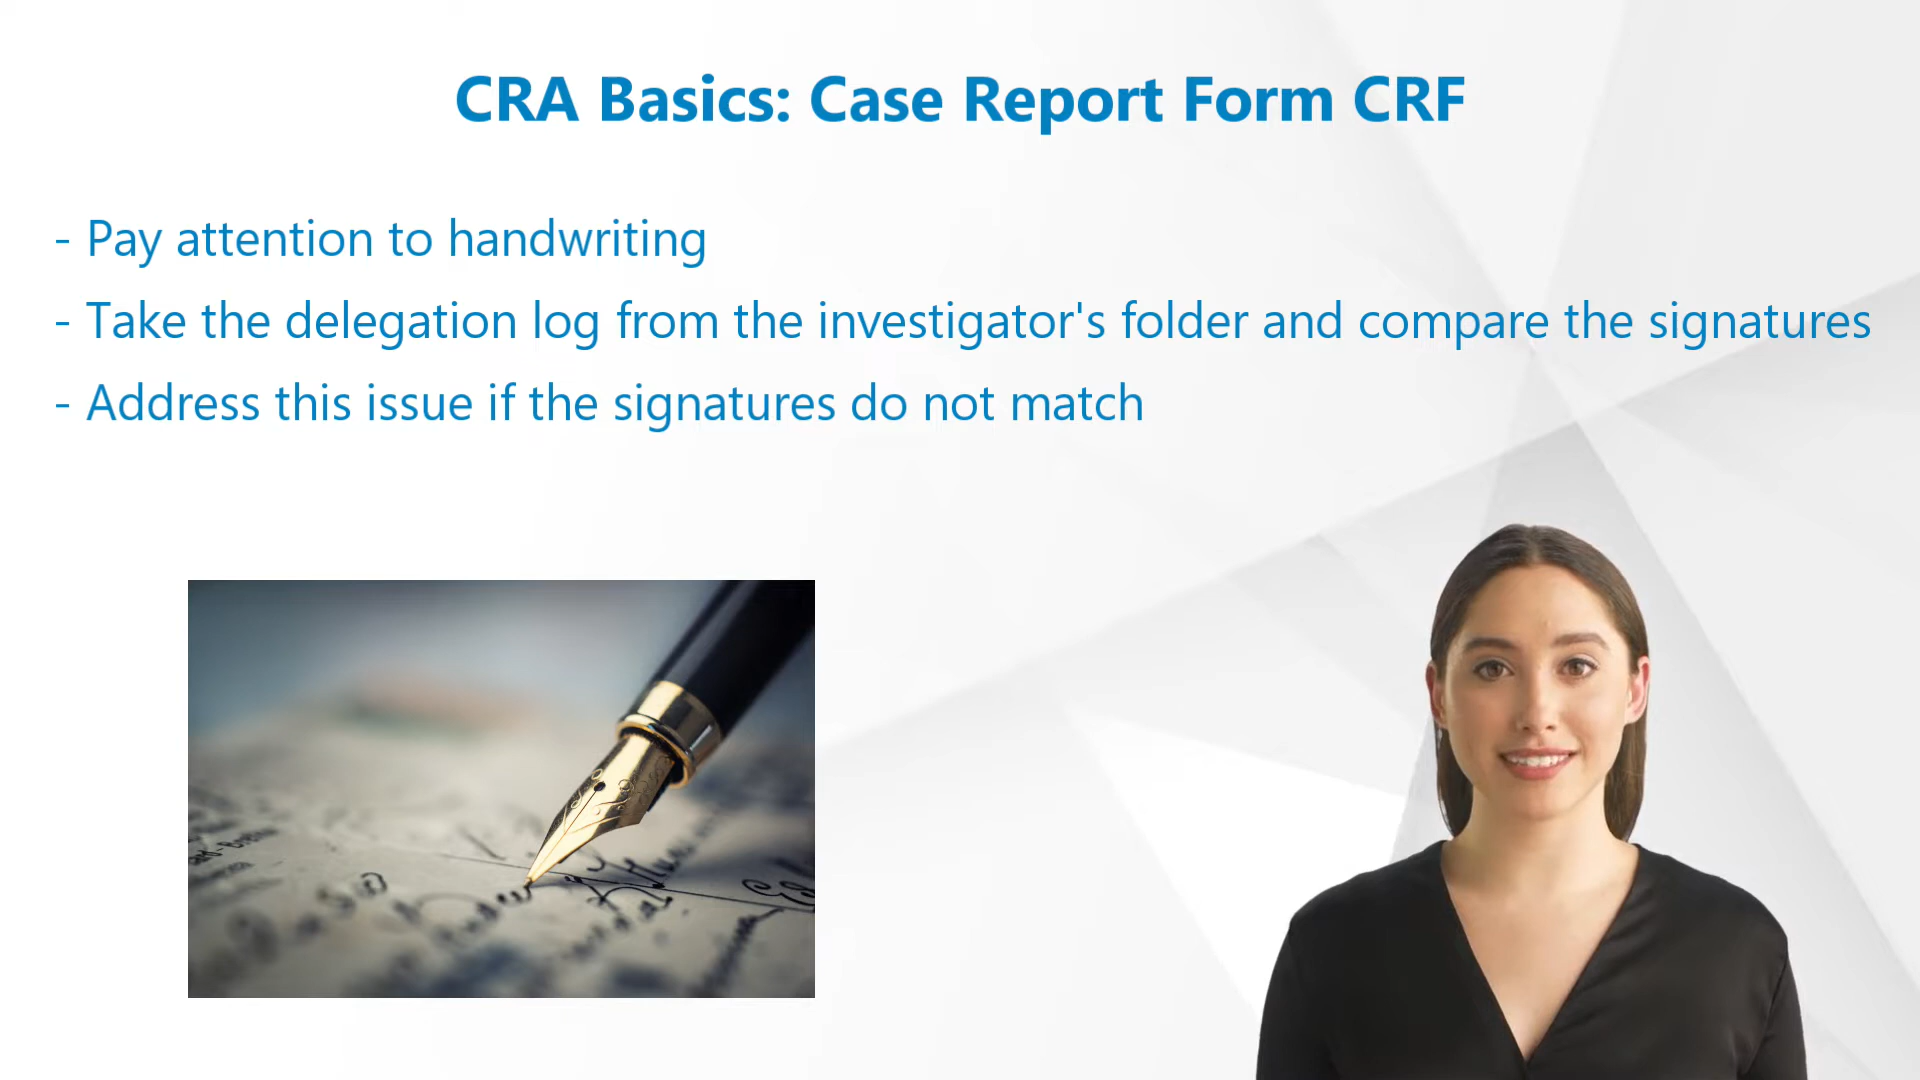 CRA Basics: Case Report Form CRF
- Pay attention to handwriting
- Take the delegation log from the investigator's folder and compare the signatures
- Address this issue if the signatures do not match